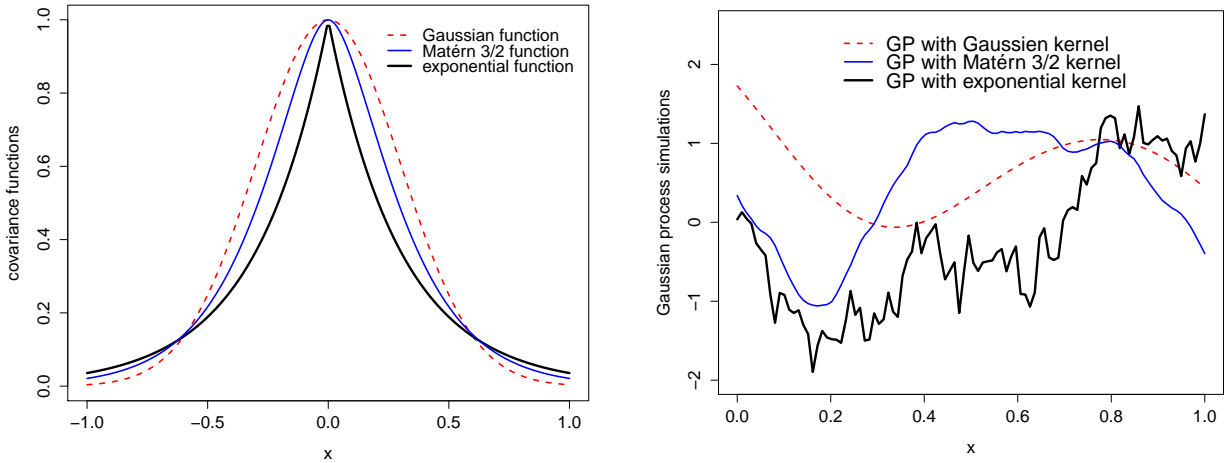 covariance functions
1.0
0.8
0.6
0.4
0.2
0.0
Gaussian function
Matérn 3/2 function
exponential function
−1.0 −0.5 0.0 0.5 1.0
x
Gaussian process simulations
2
1
0
−1
−2
GP with Gaussien kernel
GP with Matérn 3/2 kernel
GP with exponential kernel
0.0 0.2 0.4 0.6 0.8 1.0
x